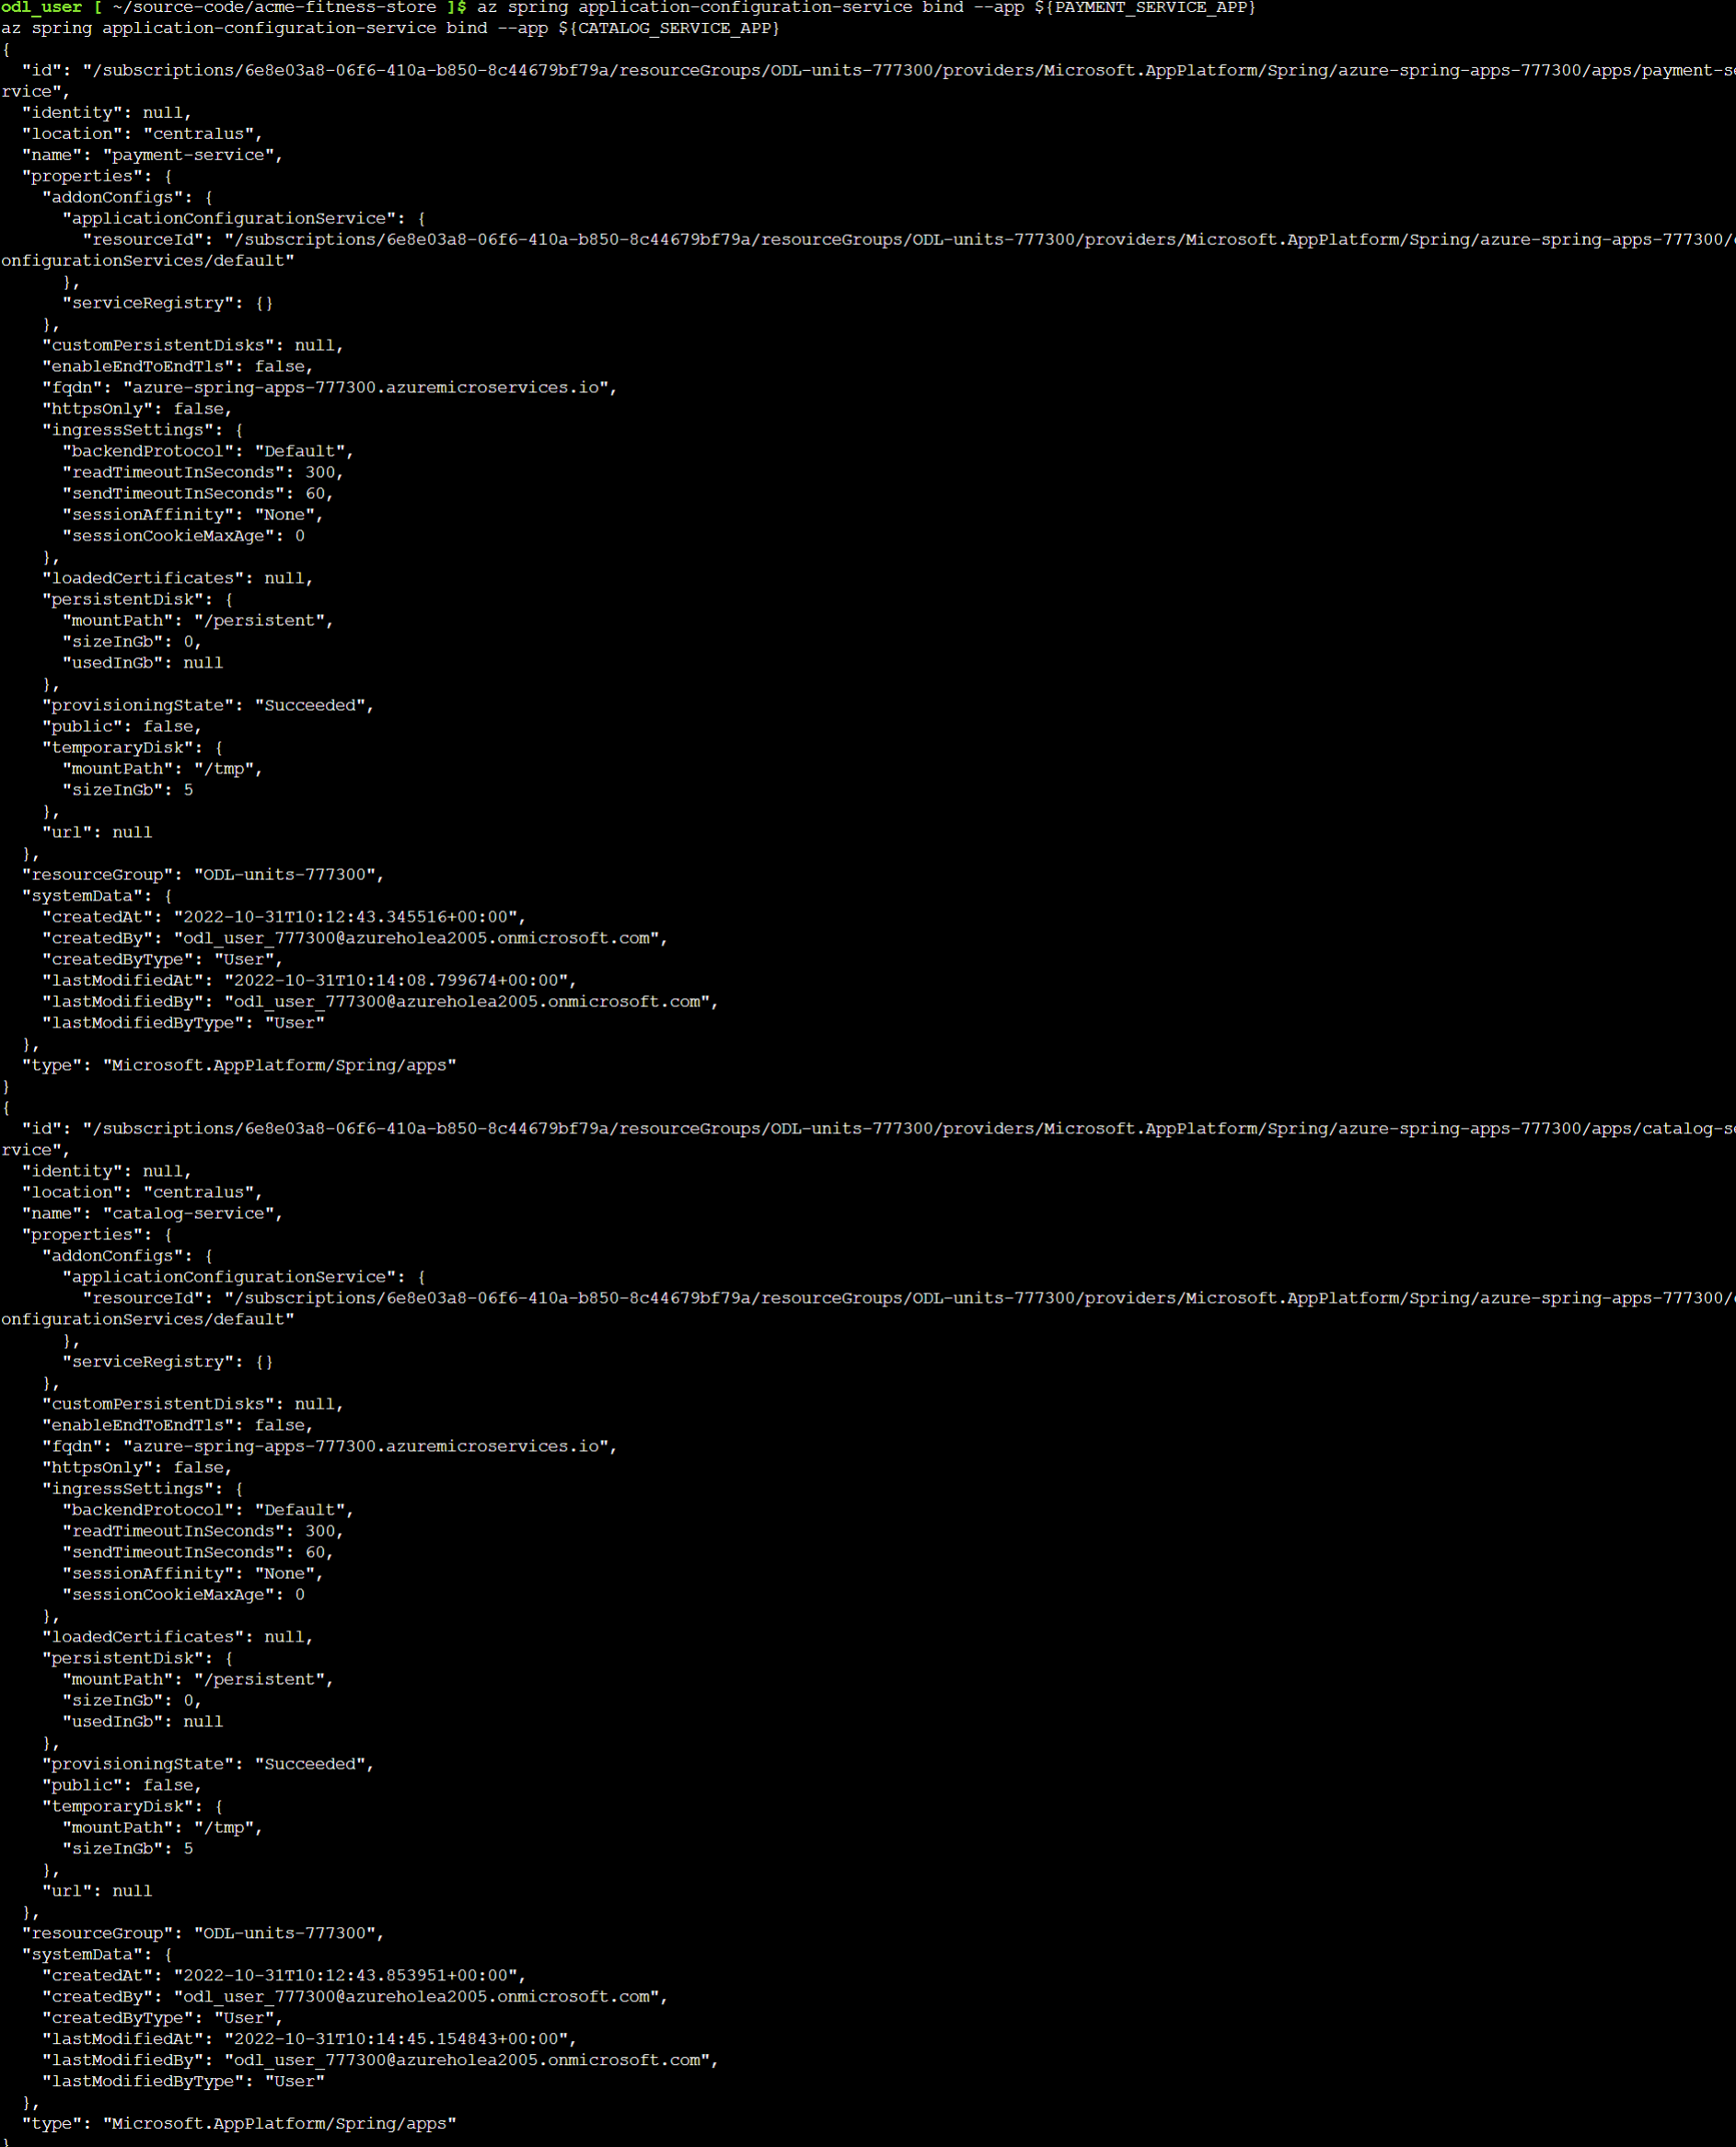 odl_user [ ~/source-code/acme-fitness-store ]$ az spring application-configuration-service bind --app ${PAYMENT_SERVICE_APP}
az spring application-configuration-service bind --app ${CATALOG_SERVICE_APP}
{
  "id": "/subscriptions/6e8e03a8-06f6-410a-b850-8c44679bf79a/resourceGroups/ODL-units-777300/providers/Microsoft.AppPlatform/Spring/azure-spring-apps-777300/apps/payment-se
rvice",
  "identity": null,
  "location": "centralus",
  "name": "payment-service",
  "properties": {
    "addonConfigs": {
      "applicationConfigurationService": {
        "resourceId": "/subscriptions/6e8e03a8-06f6-410a-b850-8c44679bf79a/resourceGroups/ODL-units-777300/providers/Microsoft.AppPlatform/Spring/azure-spring-apps-777300/c
onfigurationServices/default"
      },
      "serviceRegistry": {}
    },
    "customPersistentDisks": null,
    "enableEndToEndTls": false,
    "fqdn": "azure-spring-apps-777300.azuremicroservices.io",
    "httpsOnly": false,
    "ingressSettings": {
      "backendProtocol": "Default",
      "readTimeoutInSeconds": 300,
      "sendTimeoutInSeconds": 60,
      "sessionAffinity": "None",
      "sessionCookieMaxAge": 0
    },
    "loadedCertificates": null,
    "persistentDisk": {
      "mountPath": "/persistent",
      "sizeInGb": 0,
      "usedInGb": null
    },
    "provisioningState": "Succeeded",
    "public": false,
    "temporaryDisk": {
      "mountPath": "/tmp",
      "sizeInGb": 5
    },
    "url": null
  },
  "resourceGroup": "ODL-units-777300",
  "systemData": {
    "createdAt": "2022-10-31T10:12:43.345516+00:00",
    "createdBy": "odl_user_777300@azureholea2005.onmicrosoft.com",
    "createdByType": "User",
    "lastModifiedAt": "2022-10-31T10:14:08.799674+00:00",
    "lastModifiedBy": "odl_user_777300@azureholea2005.onmicrosoft.com",
    "lastModifiedByType": "User"
  },
  "type": "Microsoft.AppPlatform/Spring/apps"
}
{
  "id": "/subscriptions/6e8e03a8-06f6-410a-b850-8c44679bf79a/resourceGroups/ODL-units-777300/providers/Microsoft.AppPlatform/Spring/azure-spring-apps-777300/apps/catalog-se
rvice",
  "identity": null,
  "location": "centralus",
  "name": "catalog-service",
  "properties": {
    "addonConfigs": {
      "applicationConfigurationService": {
        "resourceId": "/subscriptions/6e8e03a8-06f6-410a-b850-8c44679bf79a/resourceGroups/ODL-units-777300/providers/Microsoft.AppPlatform/Spring/azure-spring-apps-777300/c
onfigurationServices/default"
      },
      "serviceRegistry": {}
    },
    "customPersistentDisks": null,
    "enableEndToEndTls": false,
    "fqdn": "azure-spring-apps-777300.azuremicroservices.io",
    "httpsOnly": false,
    "ingressSettings": {
      "backendProtocol": "Default",
      "readTimeoutInSeconds": 300,
      "sendTimeoutInSeconds": 60,
      "sessionAffinity": "None",
      "sessionCookieMaxAge": 0
    },
    "loadedCertificates": null,
    "persistentDisk": {
      "mountPath": "/persistent",
      "sizeInGb": 0,
      "usedInGb": null
    },
    "provisioningState": "Succeeded",
    "public": false,
    "temporaryDisk": {
      "mountPath": "/tmp",
      "sizeInGb": 5
    },
    "url": null
  },
  "resourceGroup": "ODL-units-777300",
  "systemData": {
    "createdAt": "2022-10-31T10:12:43.853951+00:00",
    "createdBy": "odl_user_777300@azureholea2005.onmicrosoft.com",
    "createdByType": "User",
    "lastModifiedAt": "2022-10-31T10:14:45.154843+00:00",
    "lastModifiedBy": "odl_user_777300@azureholea2005.onmicrosoft.com",
    "lastModifiedByType": "User"
  },
  "type": "Microsoft.AppPlatform/Spring/apps"
}